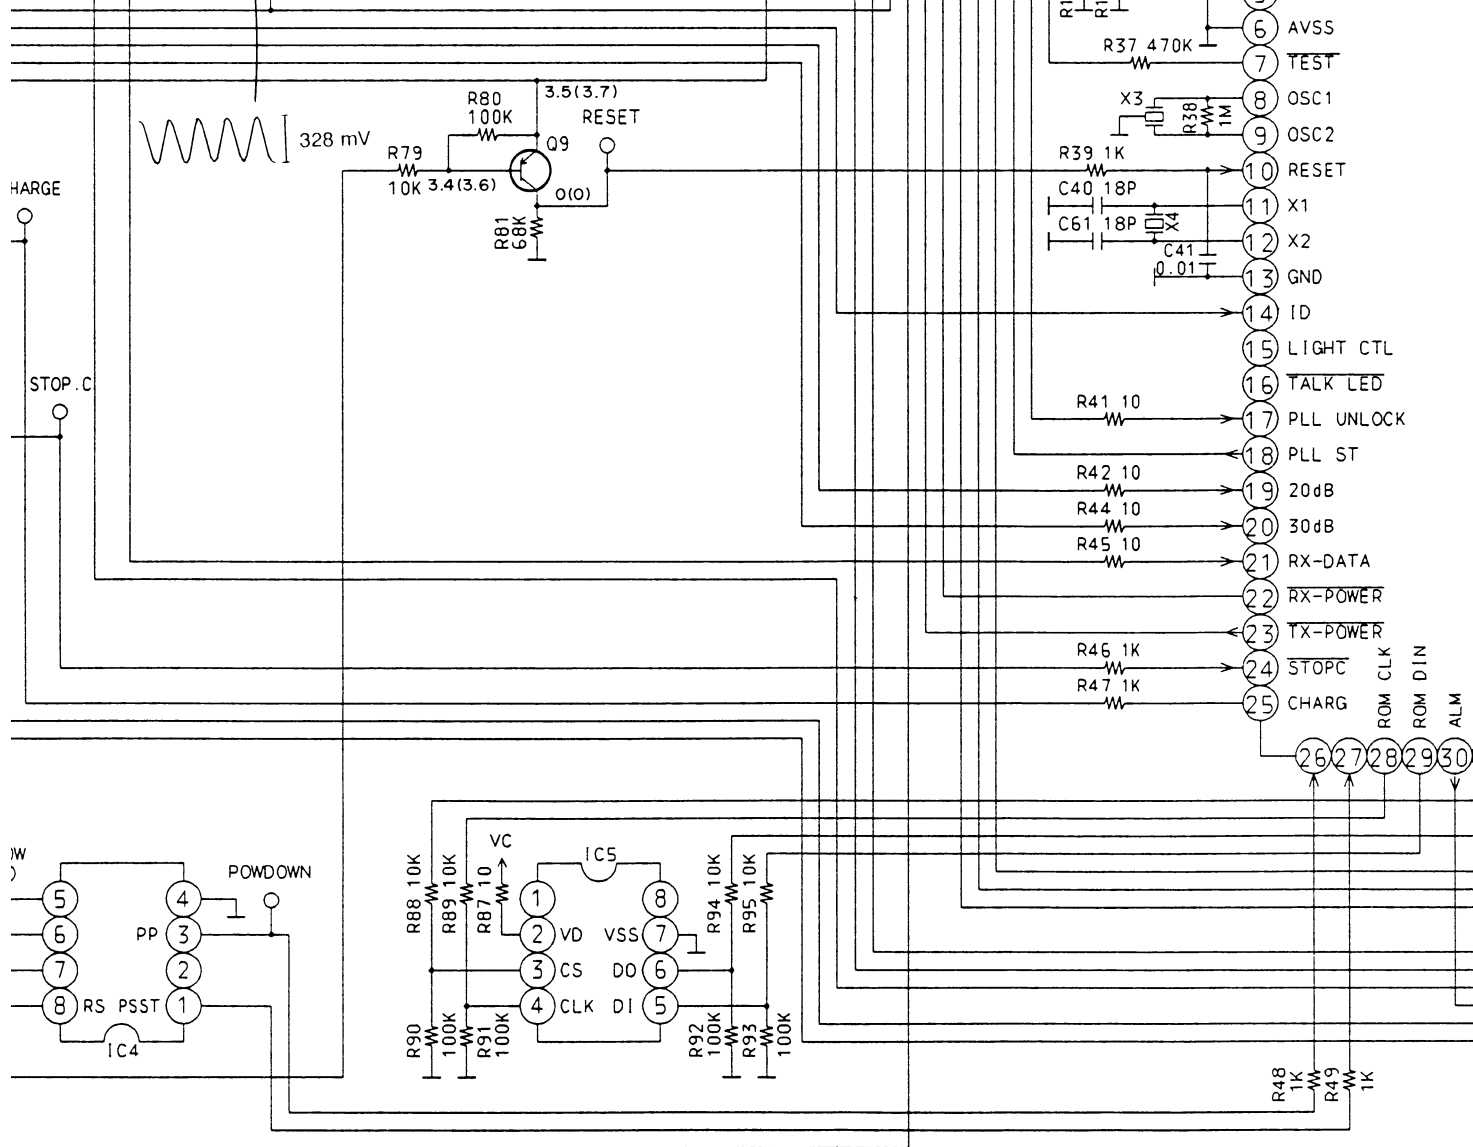 AVSS
6
R37 470K
7
TEST
3.5(3.7)
R80
100K
RESET
X3
8
OSC1
R38
1M
328 mV
Q9
9
OSC2
R79
10K
3.4(3.6)
R39 1K
10
RESET
HARGE
0(0)
C40 18P
11
X1
R81
68K
C61 18P
X4
12
X2
C41
0.01
13
GND
14
ID
15
LIGHT CTL
STOP.C
16
TALK LED
R41 10
17
PLL UNLOCK
18
PLL ST
R42 10
19
20dB
R44 10
20
30dB
R45 10
21
RX-DATA
22
RX-POWER
23
TX-POWER
R46 1K
24
STOPC
R47 1K
25
CHARG
ROM CLK
ROM DIN
ALM
26
27
28
29
30
VC
IC5
OW
POWDOWN
R88 10K
R89 10K
R87 10
R94 10K
R95 10K
5
4
1
8
6
PP
3
2
VD
VSS
7
7
2
3
CS
DO
6
8
RS
PSST
1
4
CLK
DI
5
IC4
R90
100K
R91
100K
R92
100K
R93
100K
R48
1K
R49
1K